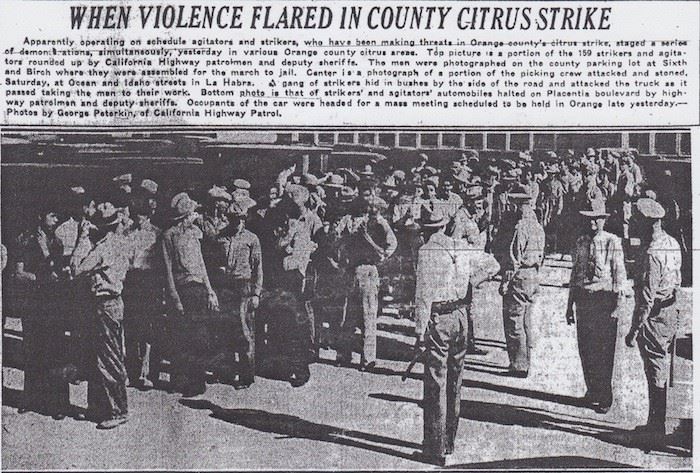 WHEN VIOLENCE FLARED IN COUNTY CITRUS STRIKE
Apparently operating on schedule agitators and strikers, who have been making threats in Orange county's citrus strike, staged a series
of demonstrations, simultaneously, yesterday in various Orange county citrus areas. Top picture is a portion of the 159 strikers and agita-
tors rounded up by California Highway patrolmen and deputy sheriffs. The men were photographed on the county parking lot at Sixth
and Birch where they were assembled for the march to jail. Center is a photograph of a portion of the picking crew attacked and stoned,
Saturday, at Ocean and Idaho streets in La Habra. A gang of strikers hid in bushes by the side of the road and attacked the truck as it
passed taking the men to their work. Bottom photo is that of strikers' and agitators' automobiles halted on Placentia boulevard by high-
way patrolmen and deputy sheriffs. Occupants of the car were headed for a mass meeting scheduled to be held in Orange late yesterday.—
Photos by George Peterkin, of California Highway Patrol.